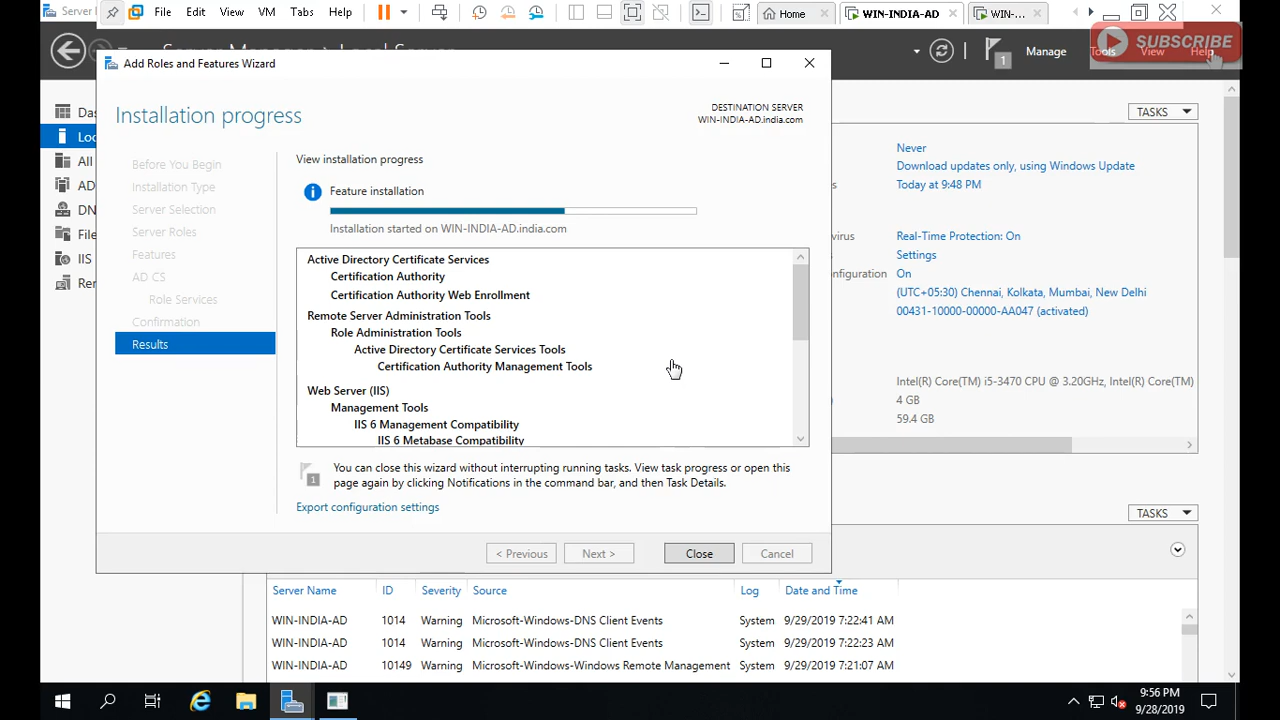 Server
File Edit View VM Tabs Help
Home
WIN-INDIA-AD
WIN-...
Manage Tools View Help
1
SUBSCRIBE
Add Roles and Features Wizard
Installation progress
DESTINATION SERVER
WIN-INDIA-AD.india.com
Before You Begin
Installation Type
Server Selection
Server Roles
Features
AD CS
Role Services
Confirmation
Results
View installation progress
Feature installation
Installation started on WIN-INDIA-AD.india.com
Active Directory Certificate Services
Certification Authority
Certification Authority Web Enrollment
Remote Server Administration Tools
Role Administration Tools
Active Directory Certificate Services Tools
Certification Authority Management Tools
Web Server (IIS)
Management Tools
IIS 6 Management Compatibility
IIS 6 Metabase Compatibility
1
You can close this wizard without interrupting running tasks. View task progress or open this
page again by clicking Notifications in the command bar, and then Task Details.
Export configuration settings
< Previous
Next >
Close
Cancel
Das
Loc
All
AD
DN
File
IIS
Rer
TASKS
Never
Download updates only, using Windows Update
Today at 9:48 PM
Real-Time Protection: On
Settings
On
(UTC+05:30) Chennai, Kolkata, Mumbai, New Delhi
00431-10000-00000-AA047 (activated)
Intel(R) Core(TM) i5-3470 CPU @ 3.20GHz, Intel(R) Core(TM)
4 GB
59.4 GB
TASKS
Server Name ID Severity Source Log Date and Time
WIN-INDIA-AD 1014 Warning Microsoft-Windows-DNS Client Events System 9/29/2019 7:22:41 AM
WIN-INDIA-AD 1014 Warning Microsoft-Windows-DNS Client Events System 9/29/2019 7:22:23 AM
WIN-INDIA-AD 10149 Warning Microsoft-Windows-Windows Remote Management System 9/29/2019 7:21:07 AM
9:56 PM
9/28/2019